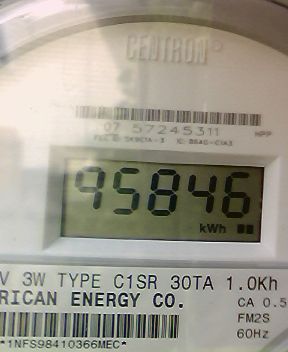 CENTRON
07 57245311 HPP
95846
kWh
V 3W TYPE C1SR 30TA 1.0Kh
RICAN ENERGY CO. CA 0.5
FM2S
*1NFS98410366MEC* 60Hz